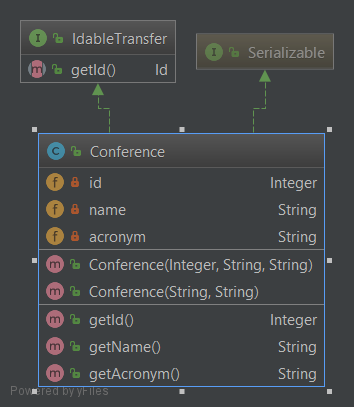 I IdableTransfer
m getId() Id
I Serializable
C Conference
f id Integer
f name String
f acronym String
m Conference(Integer, String, String)
m Conference(String, String)
m getId() Integer
m getName() String
m getAcronym() String
Powered by yFiles